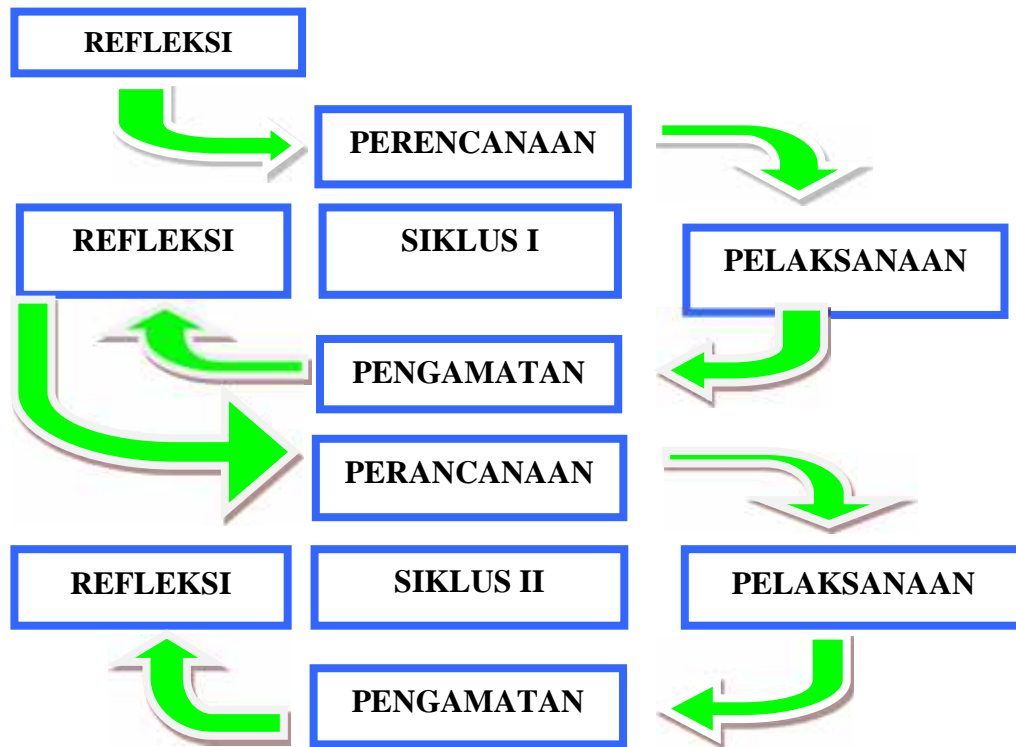 REFLEKSI
PERENCANAAN
REFLEKSI
SIKLUS I
PELAKSANAAN
PENGAMATAN
PERANCANAAN
REFLEKSI
SIKLUS II
PELAKSANAAN
PENGAMATAN